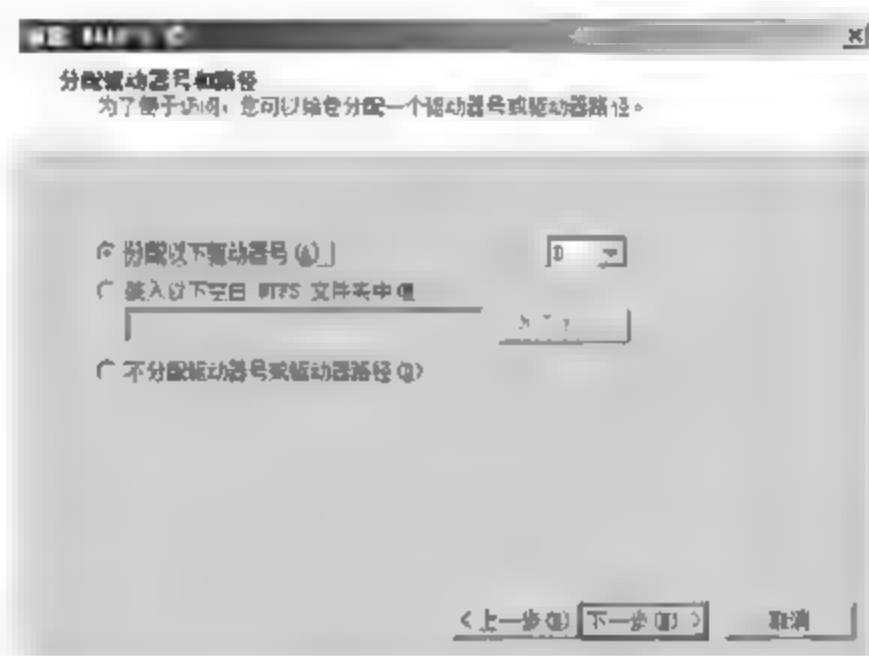 分配驱动器号和路径
为了便于访问，您可以给卷分配一个驱动器号或驱动器路径。
分配以下驱动器号(A)
D
装入以下空白 NTFS 文件夹中
不分配驱动器号或驱动器路径(D)
<上一步(B)
下一步(N) >
取消